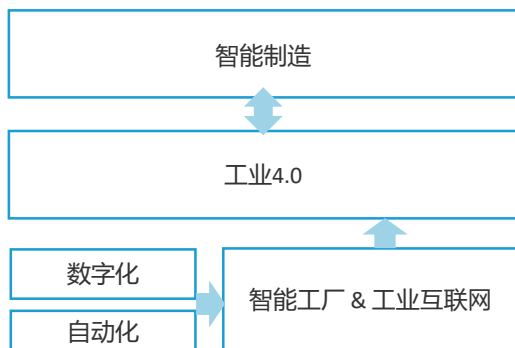 智能制造
工业4.0
数字化
智能工厂 & 工业互联网
自动化